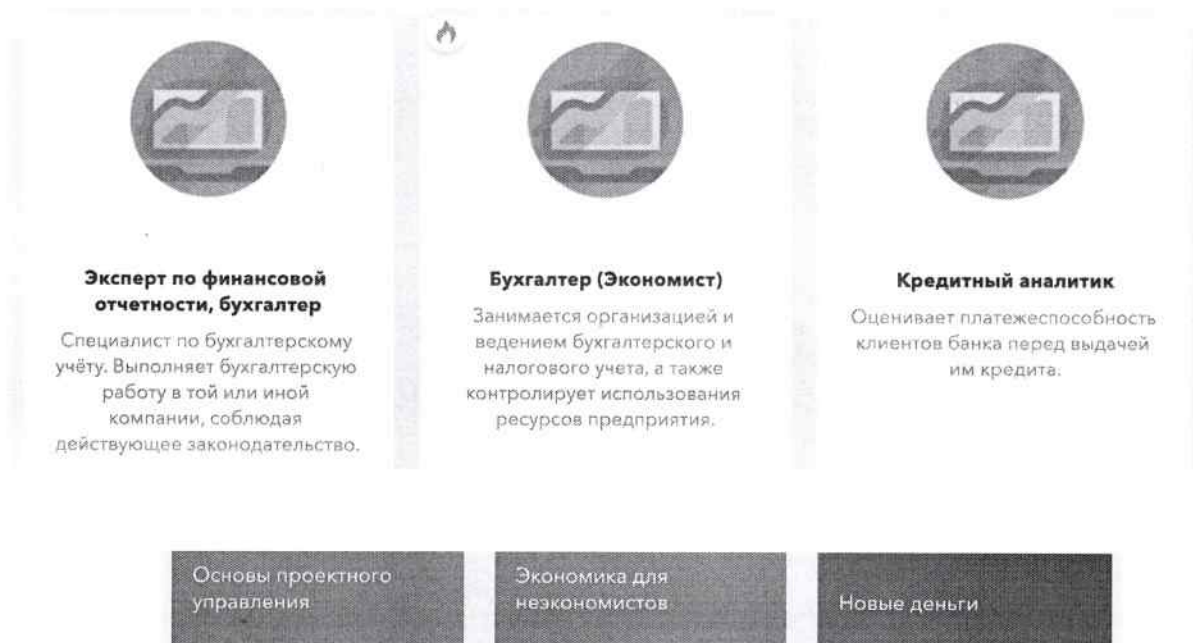 Эксперт по финансовой
отчетности, бухгалтер
Специалист по бухгалтерскому
учёту. Выполняет бухгалтерскую
работу в той или иной
компании, соблюдая
действующее законодательство.
Бухгалтер (Экономист)
Занимается организацией и
ведением бухгалтерского и
налогового учета, а также
контролирует использования
ресурсов предприятия.
Кредитный аналитик
Оценивает платежеспособность
клиентов банка перед выдачей
им кредита.
Основы проектного
управления
Экономика для
неэкономистов
Новые деньги